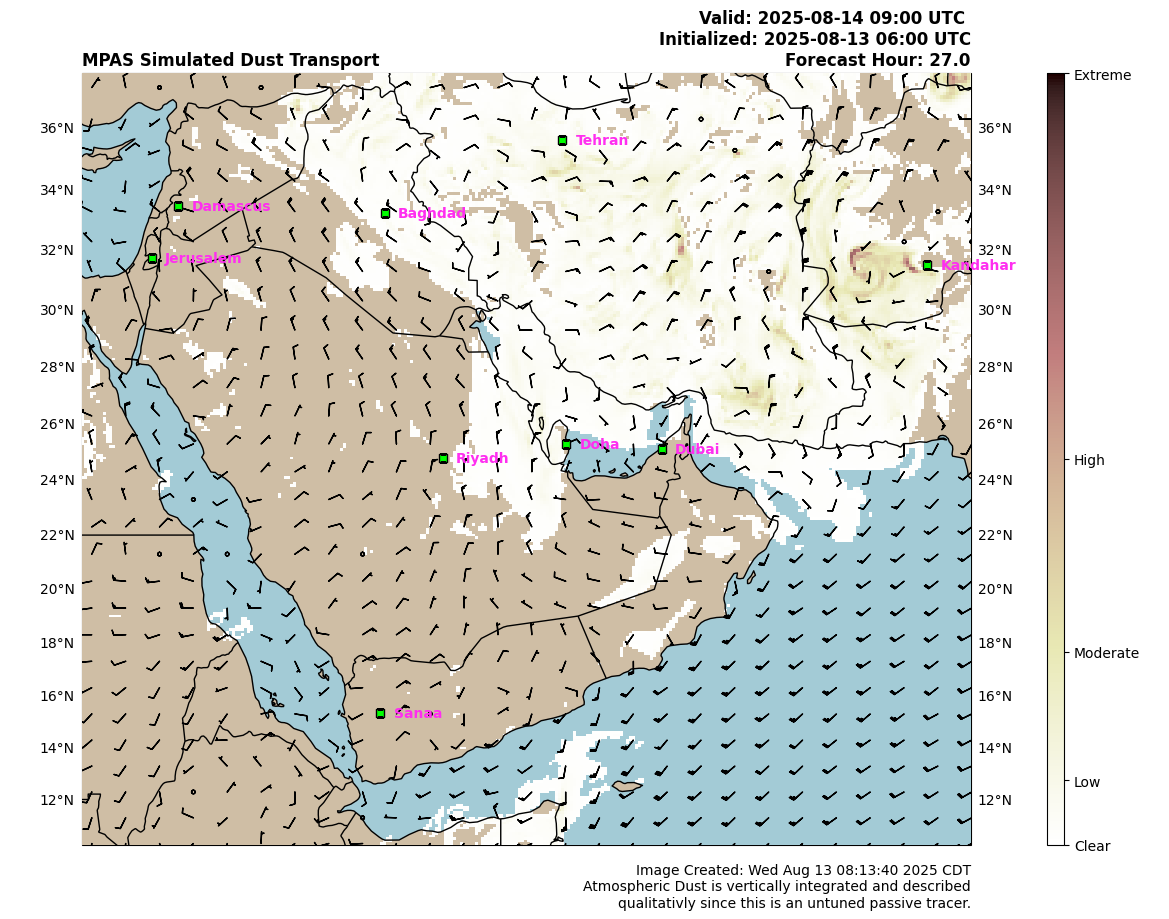 Valid: 2025-08-14 09:00 UTC
Initialized: 2025-08-13 06:00 UTC
MPAS Simulated Dust Transport
Forecast Hour: 27.0
Extreme
36°N
Tehran
36°N
34°N
Damascus
Baghdad
34°N
32°N
Jerusalem
32°N
Kandahar
30°N
30°N
28°N
28°N
26°N
Doha
Dubai
26°N
Riyadh
High
24°N
24°N
22°N
22°N
20°N
20°N
18°N
18°N
Moderate
16°N
16°N
Sanaa
14°N
14°N
12°N
12°N
Low
Clear
Image Created: Wed Aug 13 08:13:40 2025 CDT
Atmospheric Dust is vertically integrated and described
qualitativly since this is an untuned passive tracer.